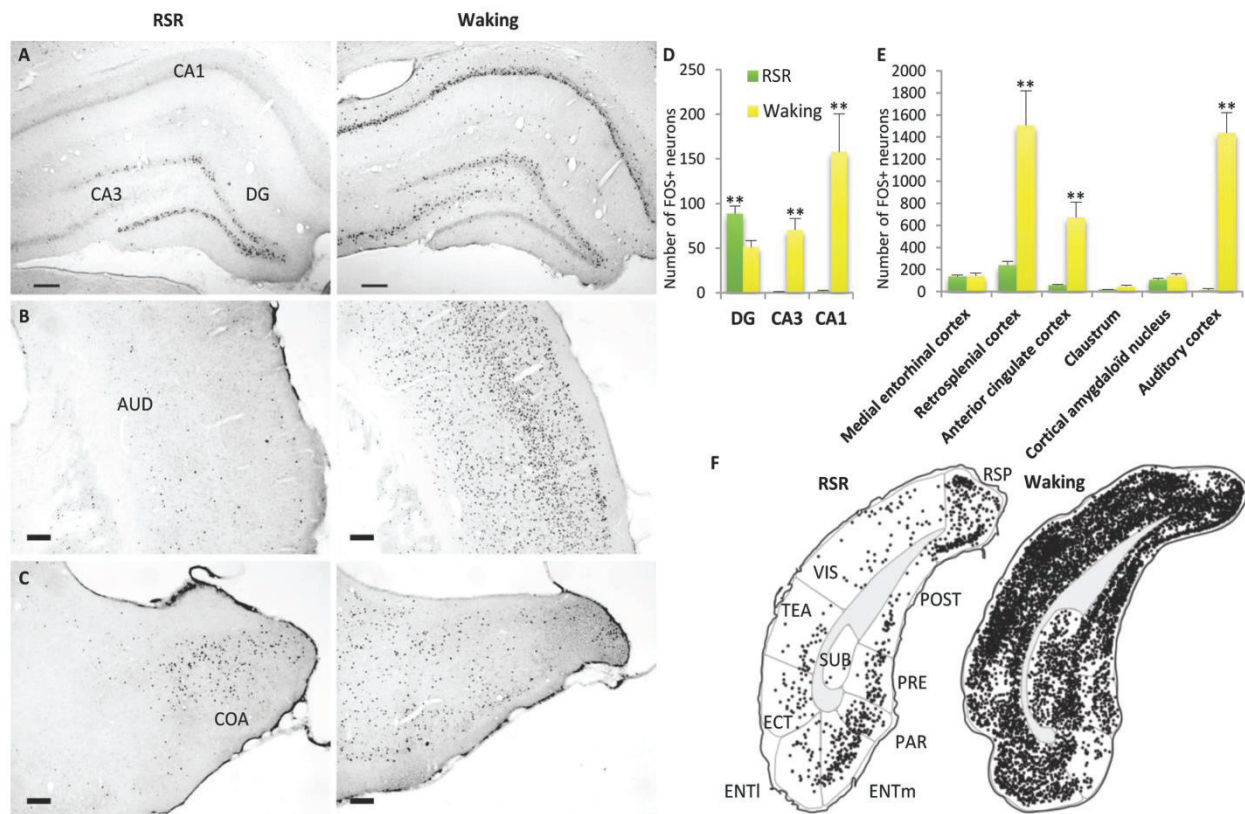 RSR
Waking
A
CA1
CA3
DG
B
AUD
C
COA
D
250
200
150
100
50
0
Number of FOS+ neurons
RSR
Waking
**
**
**
DG
CA3
CA1
E
2000
1800
1600
1400
1200
1000
800
600
400
200
0
Number of FOS+ neurons
**
**
**
Medial entorhinal cortex
Retrosplenial cortex
Anterior cingulate cortex
Claustrum
Cortical amygdaloïd nucleus
Auditory cortex
F
RSR
Waking
RSP
VIS
TEA
POST
SUB
PRE
ECT
PAR
ENTl
ENTm